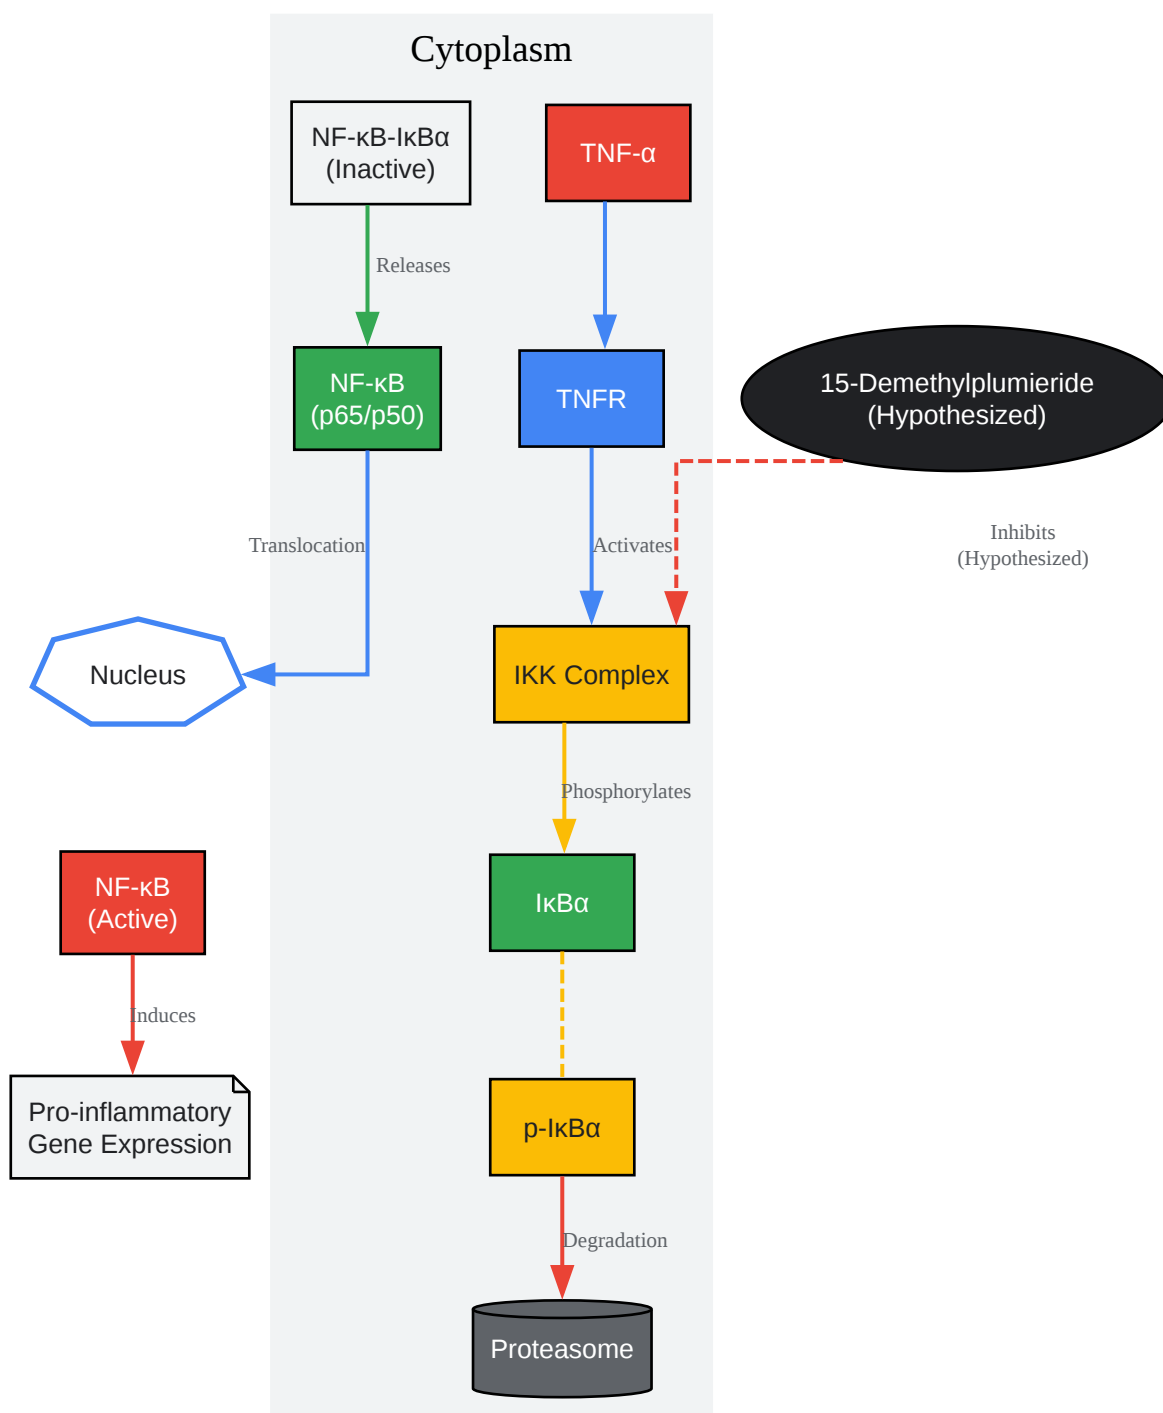 Cytoplasm
NF-κB-IκBα
(Inactive)
TNF-α
Releases
NF-κB
(p65/p50)
TNFR
15-Demethylplumieride
(Hypothesized)
Translocation
Activates
Inhibits
(Hypothesized)
Nucleus
IKK Complex
Phosphorylates
NF-κB
(Active)
IκBα
Induces
Pro-inflammatory
Gene Expression
p-IκBα
Degradation
Proteasome